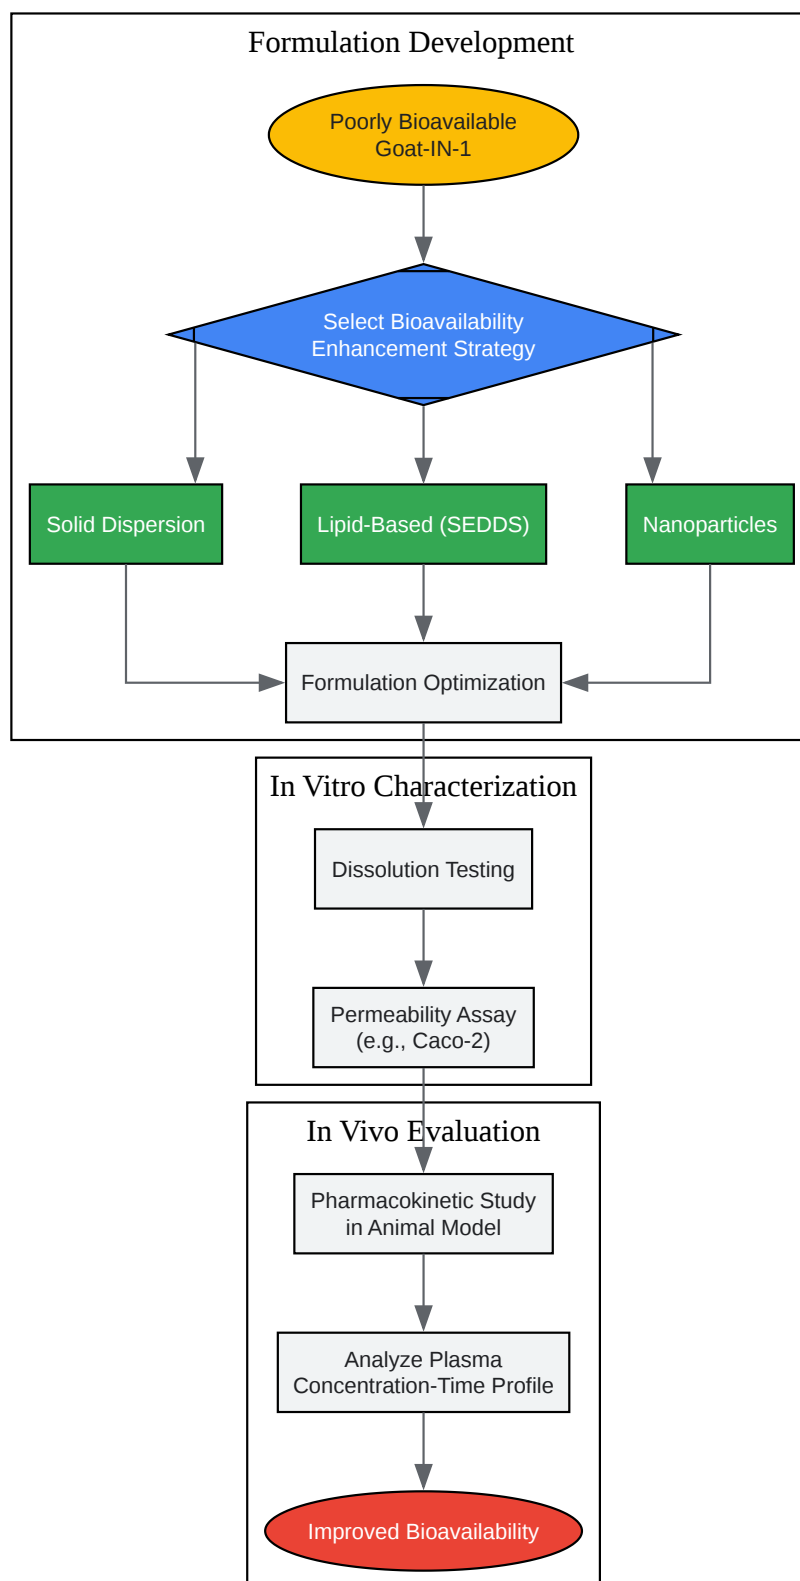 Formulation Development
Poorly Bioavailable
Goat-IN-1
Select Bioavailability
Enhancement Strategy
Solid Dispersion
Lipid-Based (SEDDS)
Nanoparticles
Formulation Optimization
In Vitro Characterization
Dissolution Testing
Permeability Assay
(e.g., Caco-2)
In Vivo Evaluation
Pharmacokinetic Study
in Animal Model
Analyze Plasma
Concentration-Time Profile
Improved Bioavailability